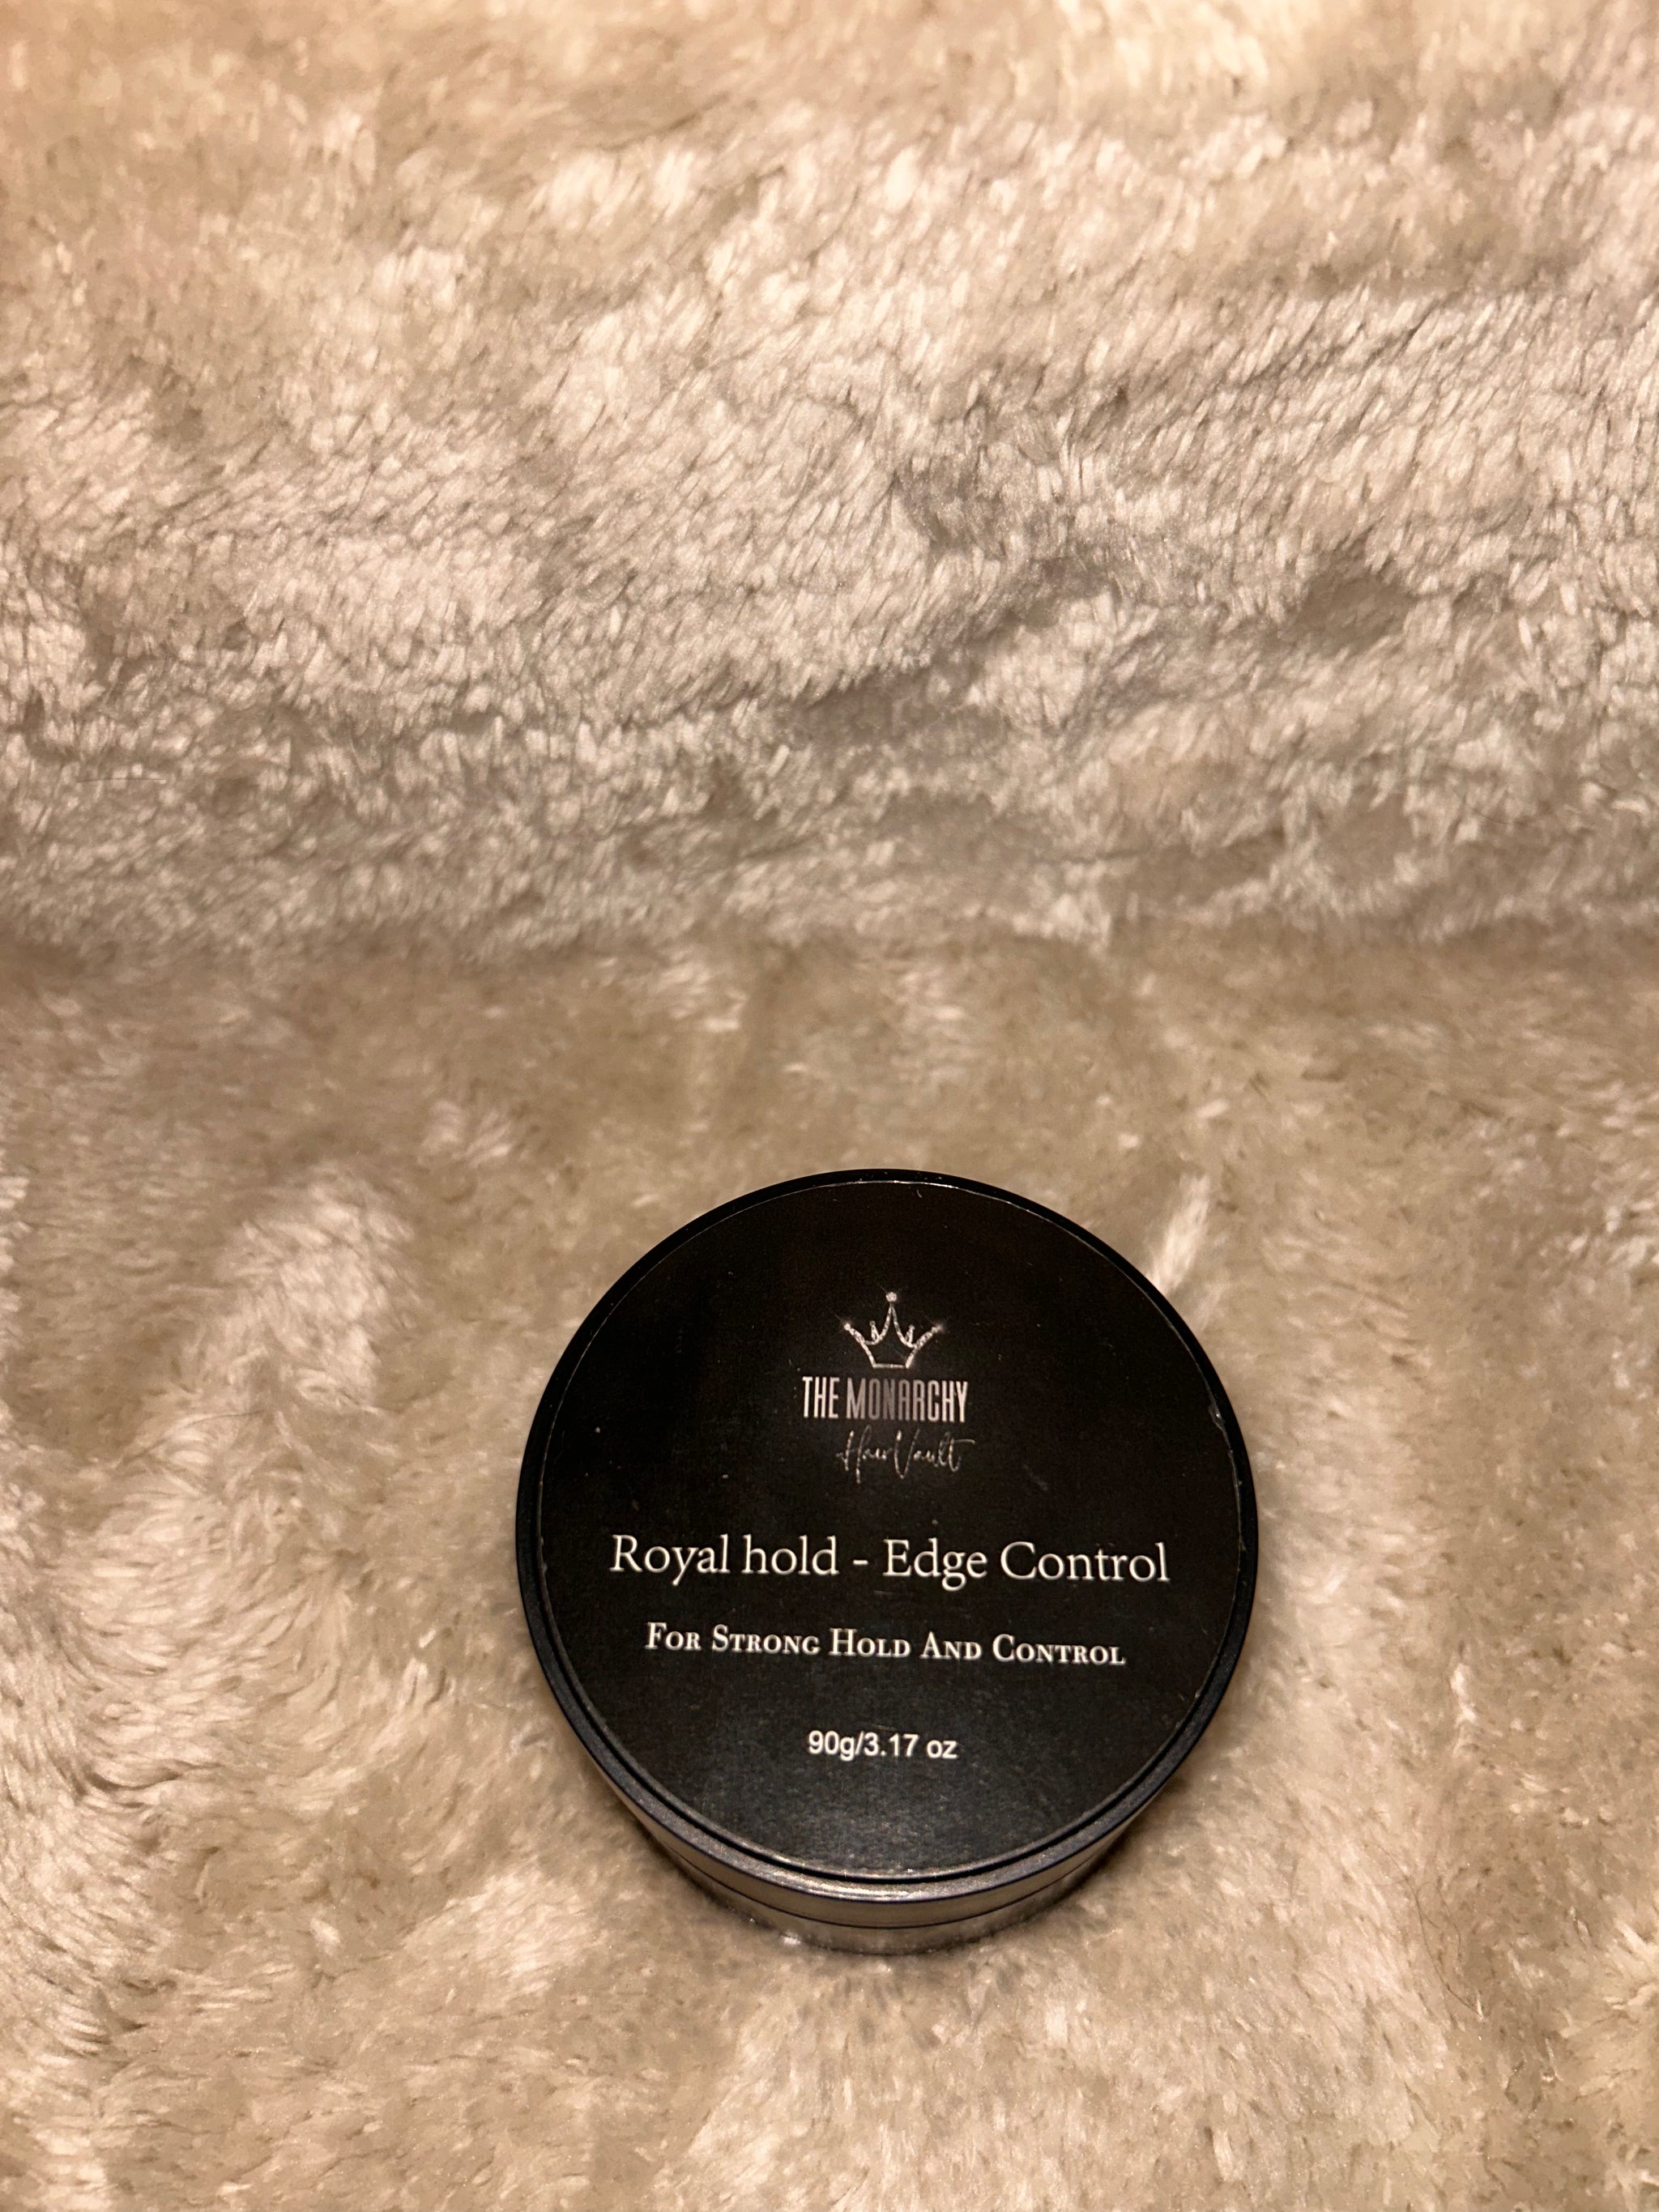 THE MONARCHY
Hair Vault
Royal hold - Edge Control
For Strong Hold And Control
90g/3.17 oz